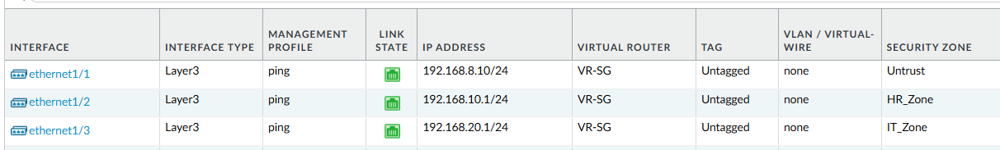 INTERFACE INTERFACE TYPE MANAGEMENT PROFILE LINK STATE IP ADDRESS VIRTUAL ROUTER TAG VLAN / VIRTUAL-WIRE SECURITY ZONE
ethernet1/1 Layer3 ping 192.168.8.10/24 VR-SG Untagged none Untrust
ethernet1/2 Layer3 ping 192.168.10.1/24 VR-SG Untagged none HR_Zone
ethernet1/3 Layer3 ping 192.168.20.1/24 VR-SG Untagged none IT_Zone